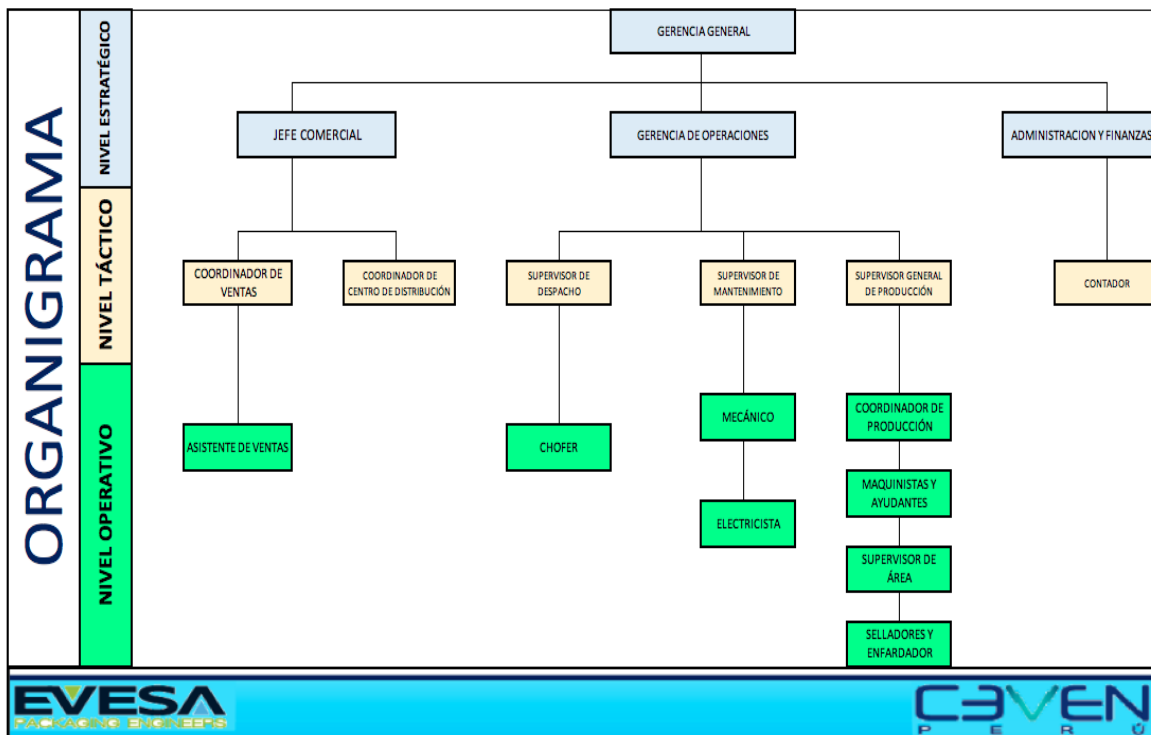 ORGANIGRAMA
NIVEL ESTRATÉGICO
NIVEL TÁCTICO
NIVEL OPERATIVO
GERENCIA GENERAL
JEFE COMERCIAL
GERENCIA DE OPERACIONES
ADMINISTRACION Y FINANZAS
COORDINADOR DE
VENTAS
COORDINADOR DE
CENTRO DE DISTRIBUCIÓN
SUPERVISOR DE
DESPACHO
SUPERVISOR DE
MANTENIMIENTO
SUPERVISOR GENERAL
DE PRODUCCIÓN
CONTADOR
ASISTENTE DE VENTAS
CHOFER
MECÁNICO
ELECTRICISTA
COORDINADOR DE
PRODUCCIÓN
MAQUINISTAS Y
AYUDANTES
SUPERVISOR DE
ÁREA
SELLADORES Y
ENFARDADOR
EVESA
PACKAGING ENGINEERS
C3VEN
PERÚ